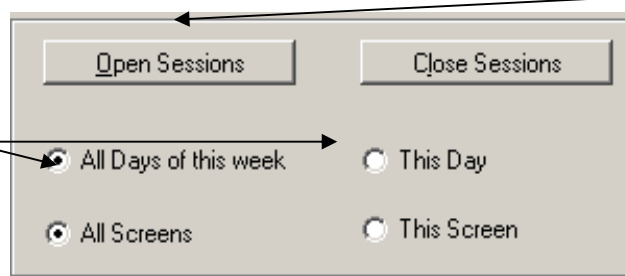 Open Sessions Close Sessions
All Days of this week This Day
All Screens This Screen